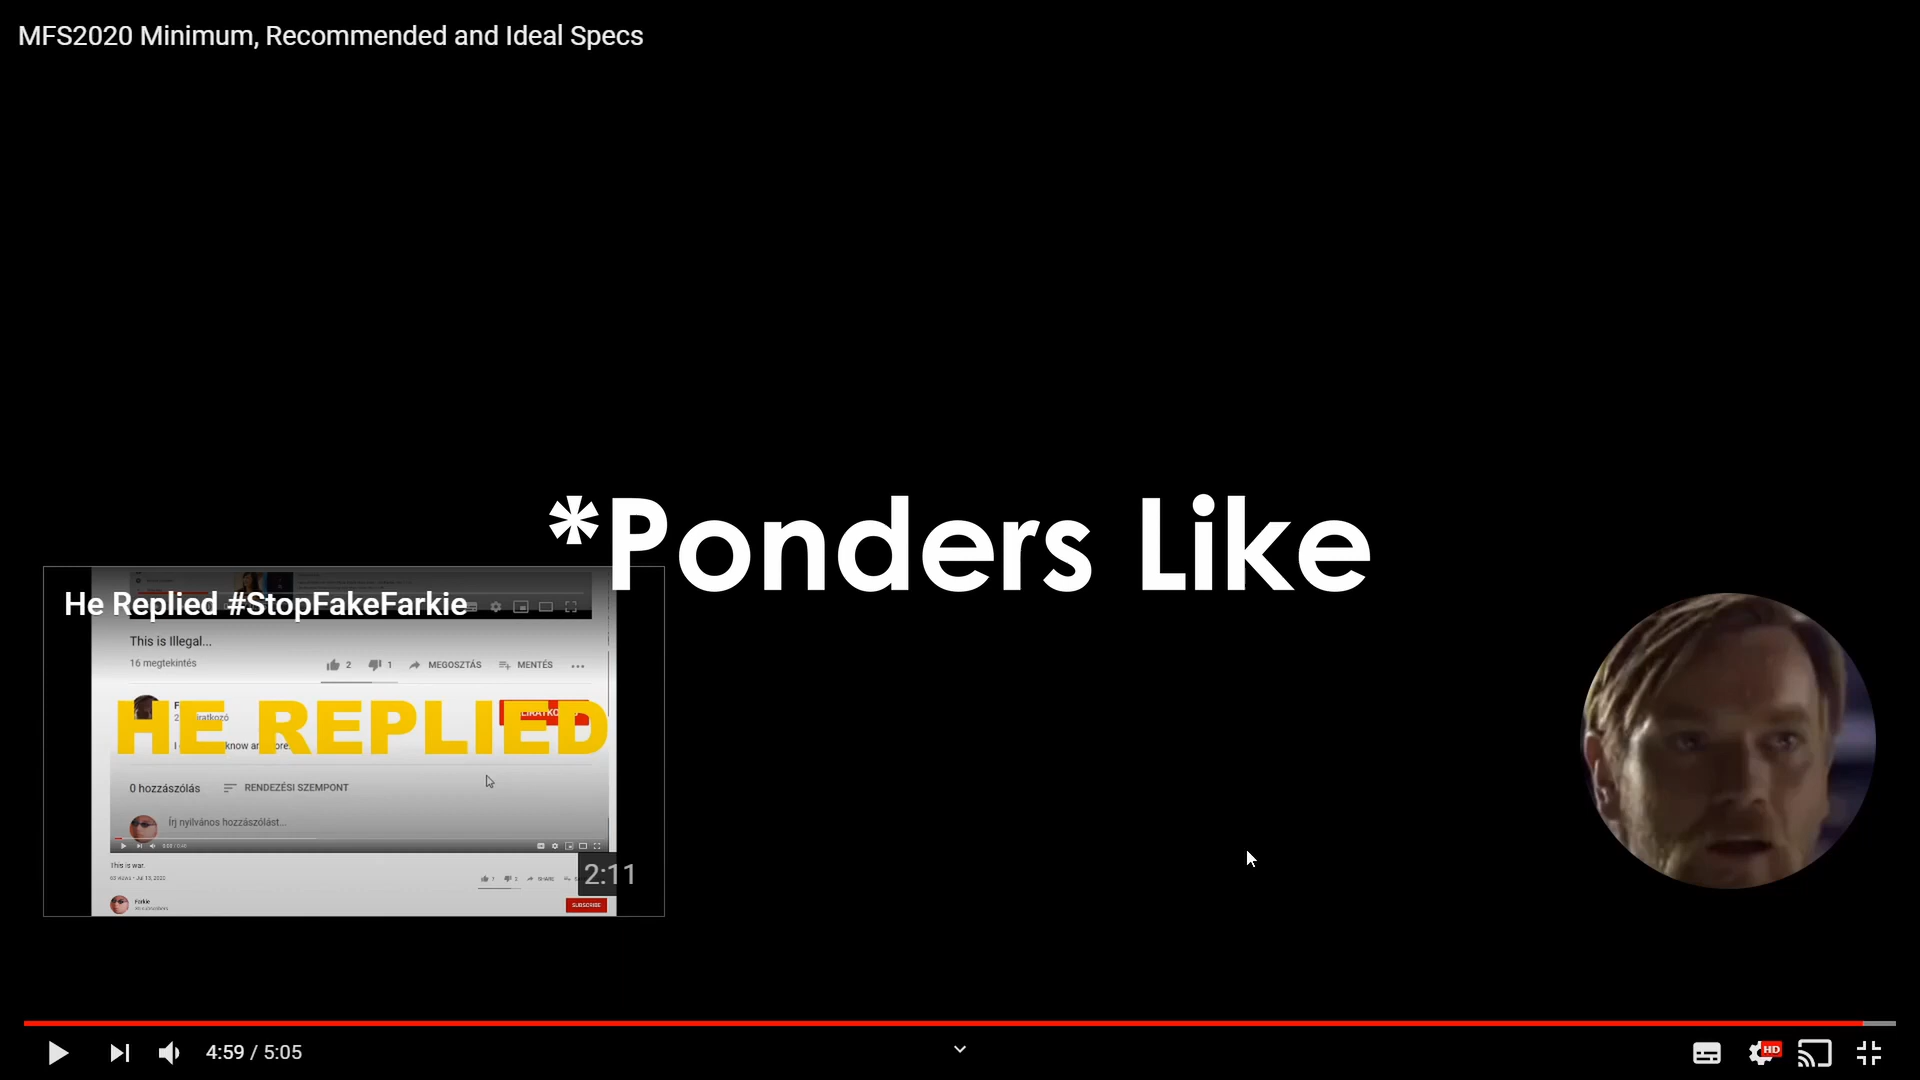 MFS2020 Minimum, Recommended and Ideal Specs
*Ponders Like
He Replied #StopFakeFarkie
This is Illegal...
16 megtekintés
2
1
MEGOSZTÁS
MENTÉS
HE REPLIED
0 hozzászólás
RENDEZÉSI SZEMPONT
Írj nyilvános hozzászólást...
This is war.
2:11
Farkie
SUBSCRIBE
4:59 / 5:05
HD